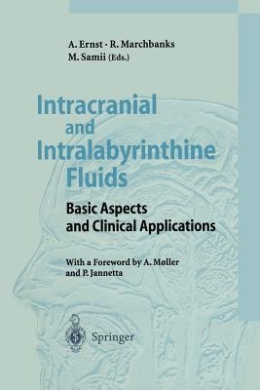 A. Ernst · R. Marchbanks
M. Samii (Eds.)
Intracranial
and
Intralabyrinthine
Fluids
Basic Aspects
and Clinical Applications
With a Foreword by A. Møller
and P. Jannetta
Springer